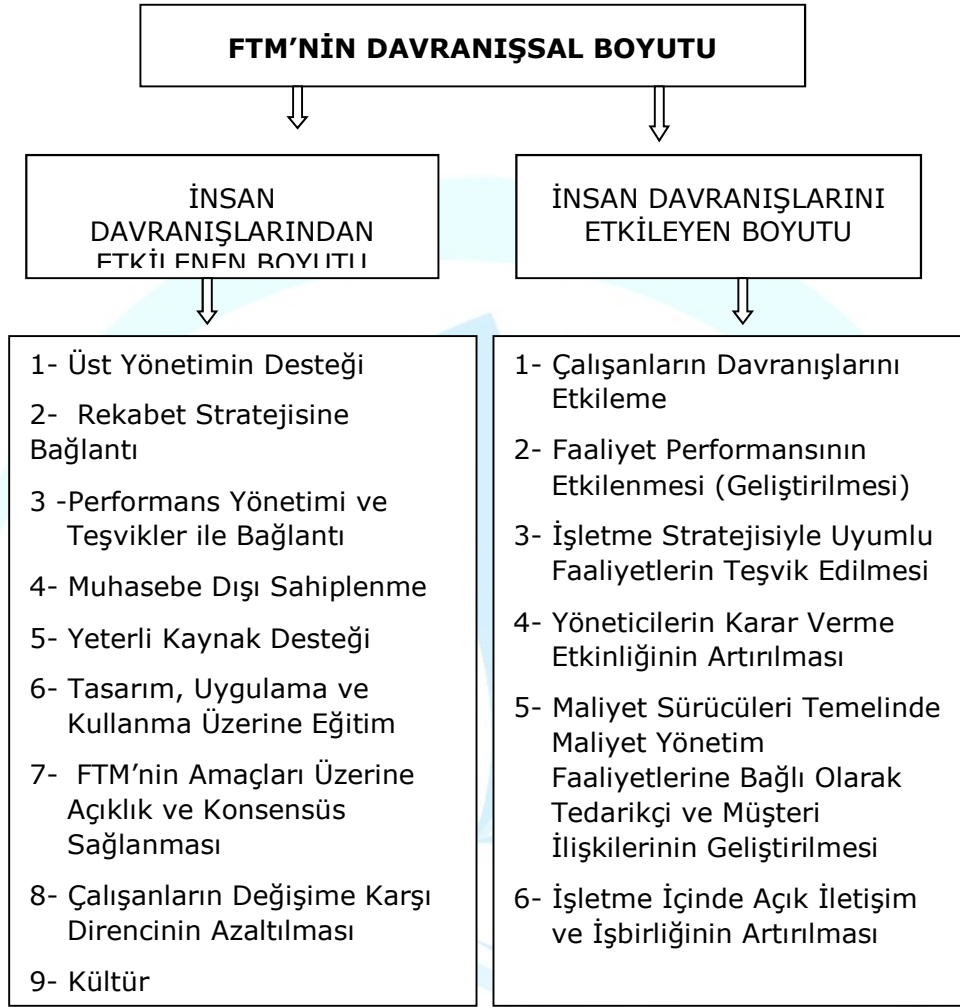 FTM’NİN DAVRANIŞSAL BOYUTU
İNSAN
DAVRANIŞLARINDAN
ETKİLENEN BOYUTU
İNSAN DAVRANIŞLARINI
ETKİLEYEN BOYUTU
1- Üst Yönetimin Desteği
2- Rekabet Stratejisine
Bağlantı
3 -Performans Yönetimi ve
Teşvikler ile Bağlantı
4- Muhasebe Dışı Sahiplenme
5- Yeterli Kaynak Desteği
6- Tasarım, Uygulama ve
Kullanma Üzerine Eğitim
7- FTM’nin Amaçları Üzerine
Açıklık ve Konsensüs
Sağlanması
8- Çalışanların Değişime Karşı
Direncinin Azaltılması
9- Kültür
1- Çalışanların Davranışlarını
Etkileme
2- Faaliyet Performansının
Etkilenmesi (Geliştirilmesi)
3- İşletme Stratejisiyle Uyumlu
Faaliyetlerin Teşvik Edilmesi
4- Yöneticilerin Karar Verme
Etkinliğinin Artırılması
5- Maliyet Sürücüleri Temelinde
Maliyet Yönetim
Faaliyetlerine Bağlı Olarak
Tedarikçi ve Müşteri
İlişkilerinin Geliştirilmesi
6- İşletme İçinde Açık İletişim
ve İşbirliğinin Artırılması